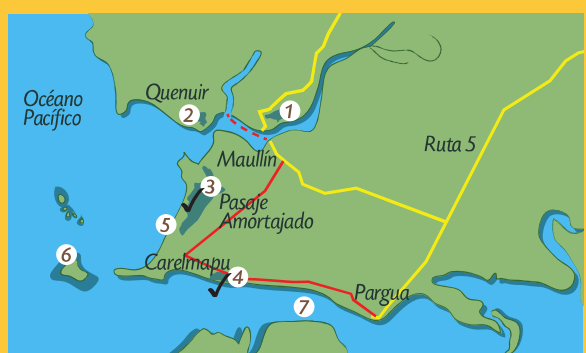 Océano
Pacífico
Quenuir
2
1
Ruta 5
Maullín
3
Pasaje
Amortajado
5
6
Carelmapu
4
7
Pargua